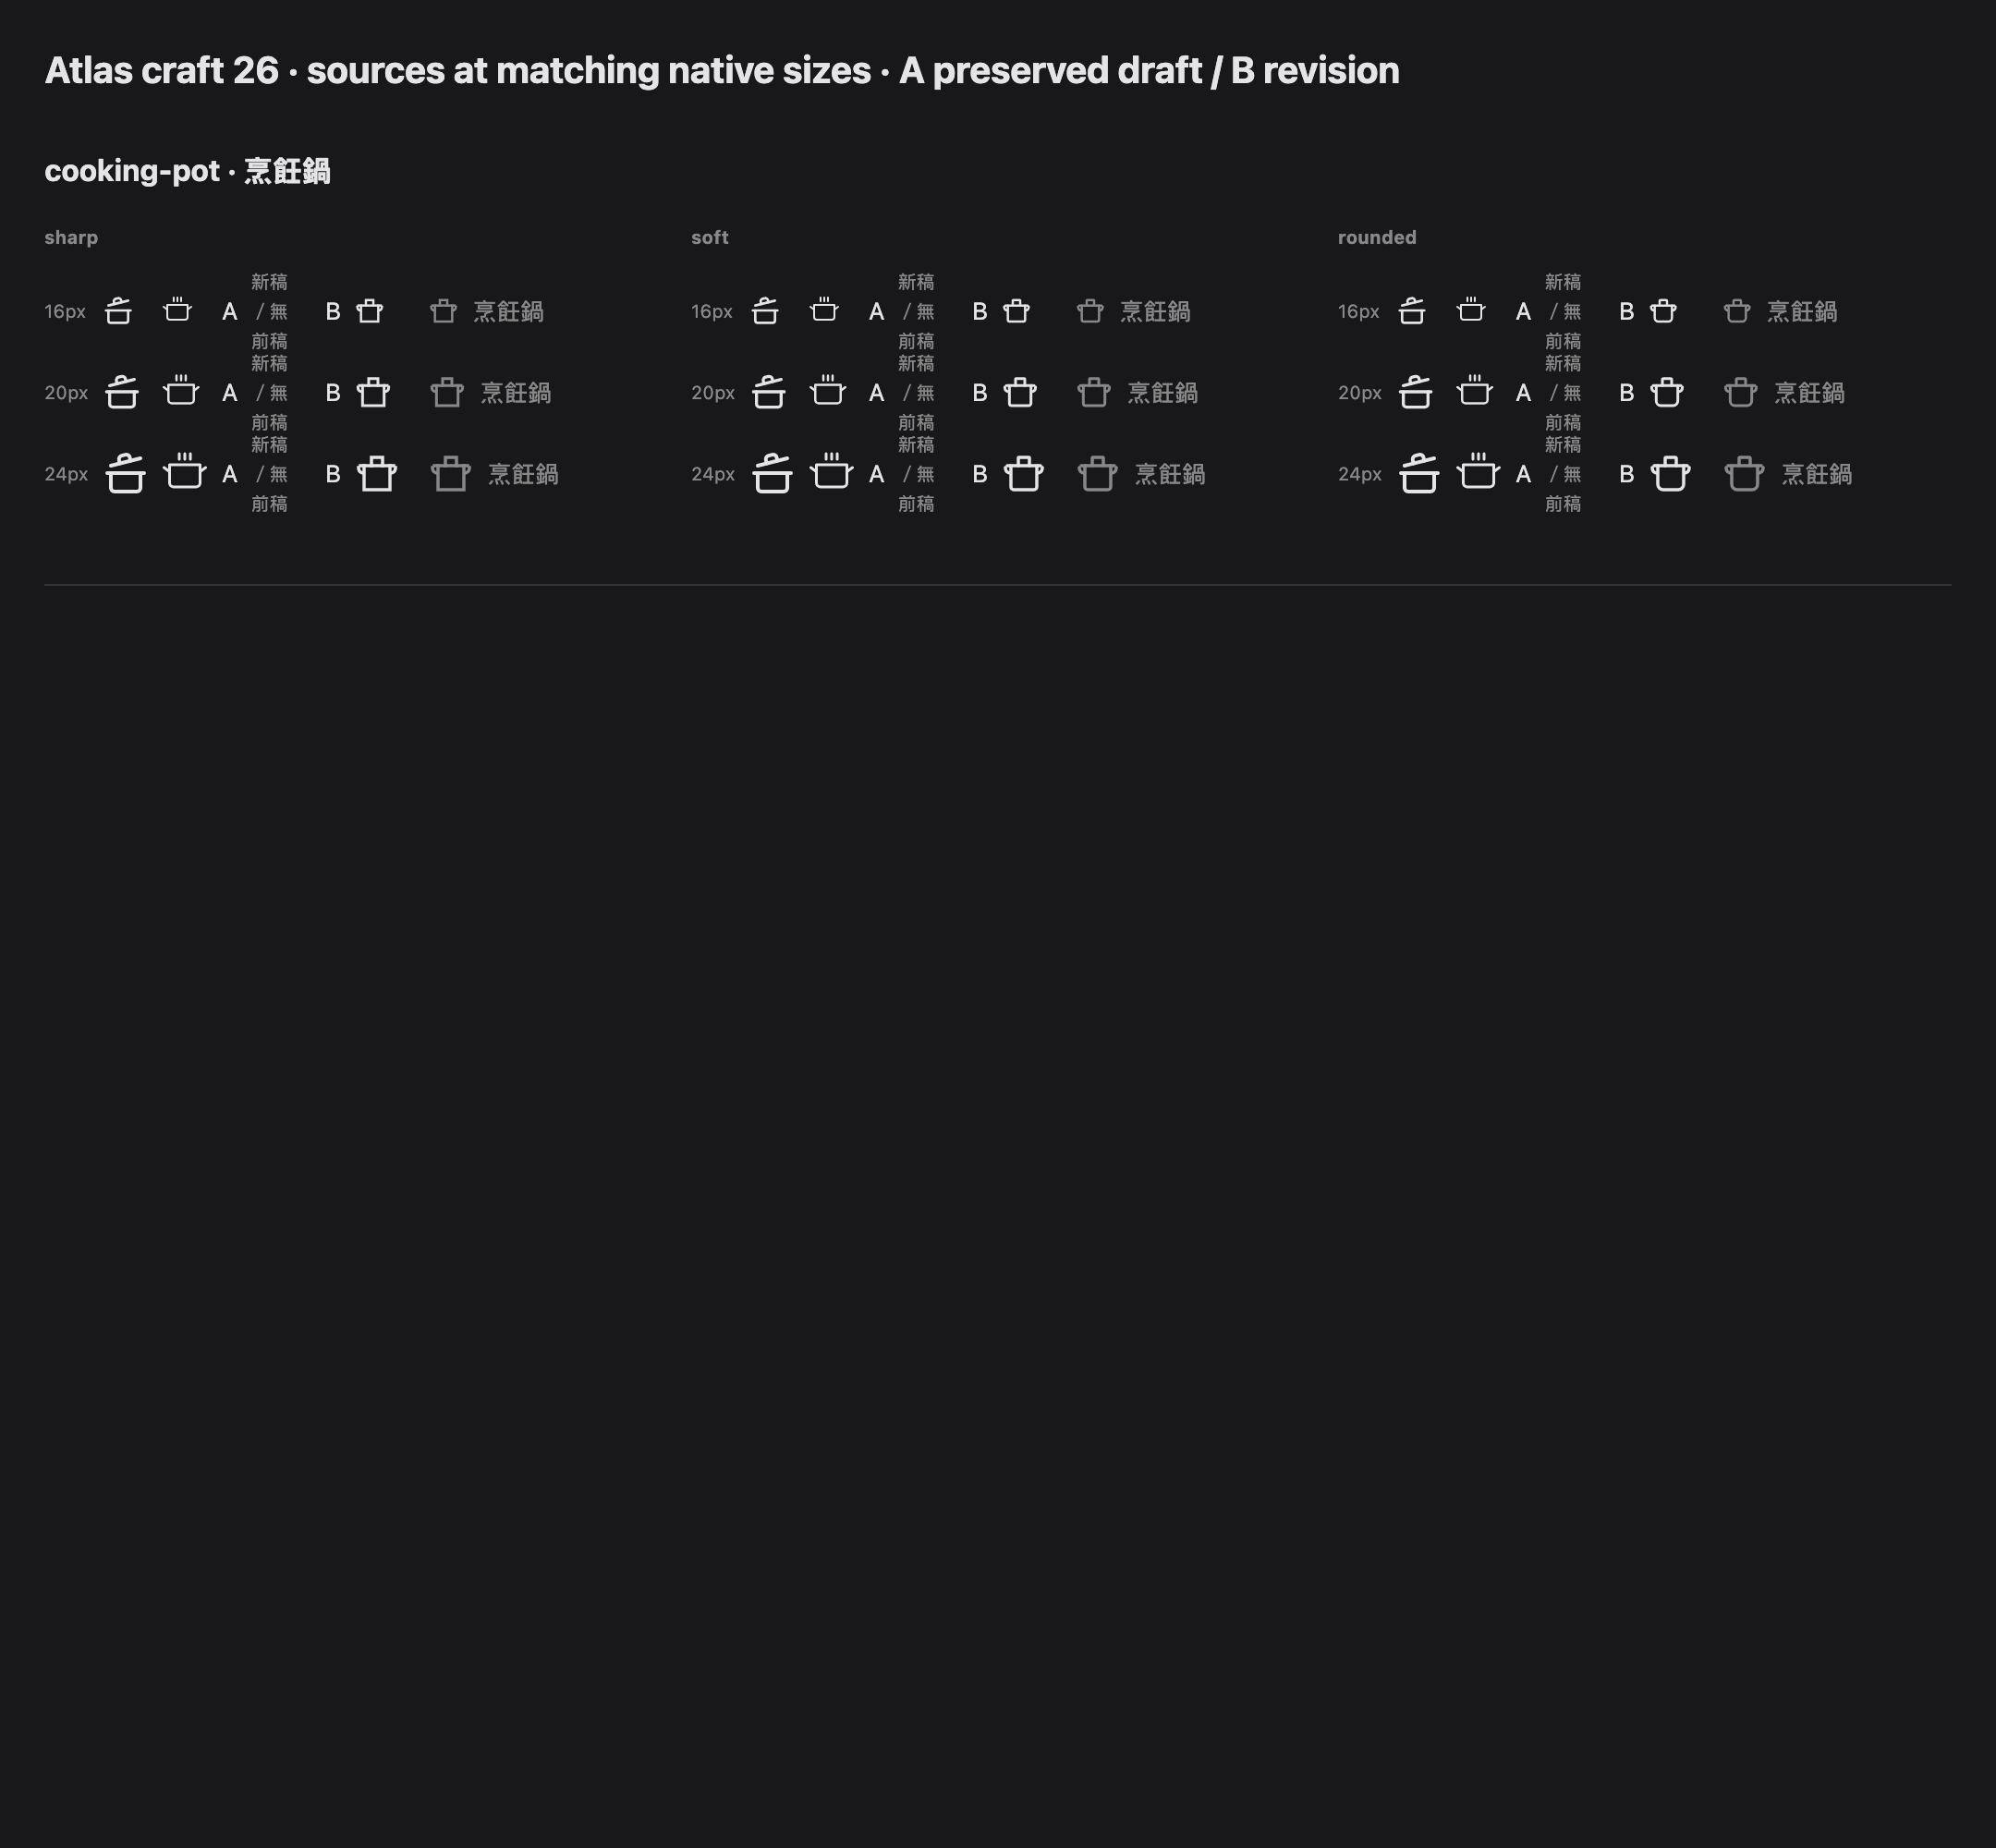 Atlas craft 26 · sources at matching native sizes · A preserved draft / B revision
cooking-pot · 烹飪鍋
sharp
16px A 新稿 / 無前稿 B 烹飪鍋
20px A 新稿 / 無前稿 B 烹飪鍋
24px A 新稿 / 無前稿 B 烹飪鍋
soft
16px A 新稿 / 無前稿 B 烹飪鍋
20px A 新稿 / 無前稿 B 烹飪鍋
24px A 新稿 / 無前稿 B 烹飪鍋
rounded
16px A 新稿 / 無前稿 B 烹飪鍋
20px A 新稿 / 無前稿 B 烹飪鍋
24px A 新稿 / 無前稿 B 烹飪鍋